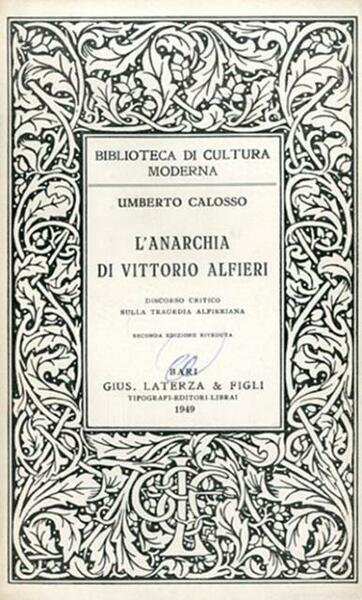 BIBLIOTECA DI CULTURA
MODERNA
UMBERTO CALOSSO
L'ANARCHIA
DI VITTORIO ALFIERI
DISCORSO CRITICO
SULLA TRAGEDIA ALFIERIANA
SECONDA EDIZIONE RIVEDUTA
BARI
GIUS. LATERZA & FIGLI
TIPOGRAFI-EDITORI-LIBRAI
1949